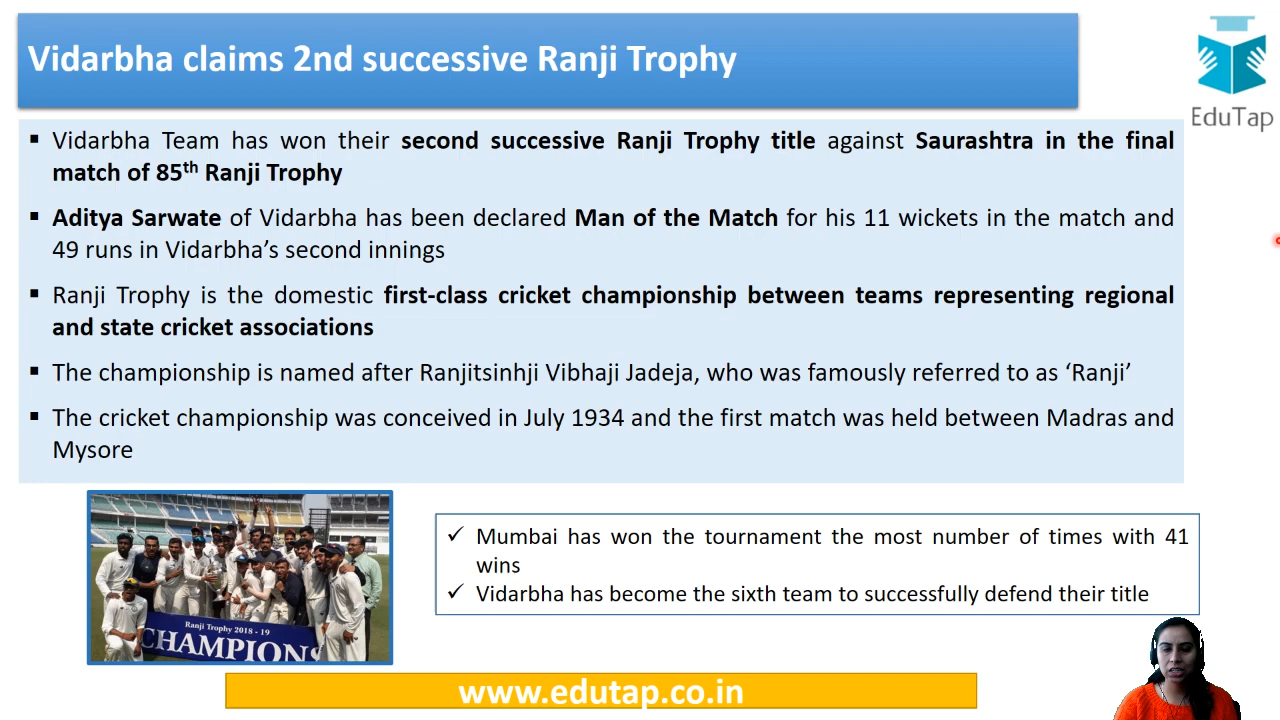 Vidarbha claims 2nd successive Ranji Trophy
EduTap
▪ Vidarbha Team has won their second successive Ranji Trophy title against Saurashtra in the final
match of 85th Ranji Trophy
▪ Aditya Sarwate of Vidarbha has been declared Man of the Match for his 11 wickets in the match and
49 runs in Vidarbha’s second innings
▪ Ranji Trophy is the domestic first-class cricket championship between teams representing regional
and state cricket associations
▪ The championship is named after Ranjitsinhji Vibhaji Jadeja, who was famously referred to as ‘Ranji’
▪ The cricket championship was conceived in July 1934 and the first match was held between Madras and
Mysore
Ranji Trophy 2018 - 19
CHAMPIONS
✓ Mumbai has won the tournament the most number of times with 41
wins
✓ Vidarbha has become the sixth team to successfully defend their title
www.edutap.co.in